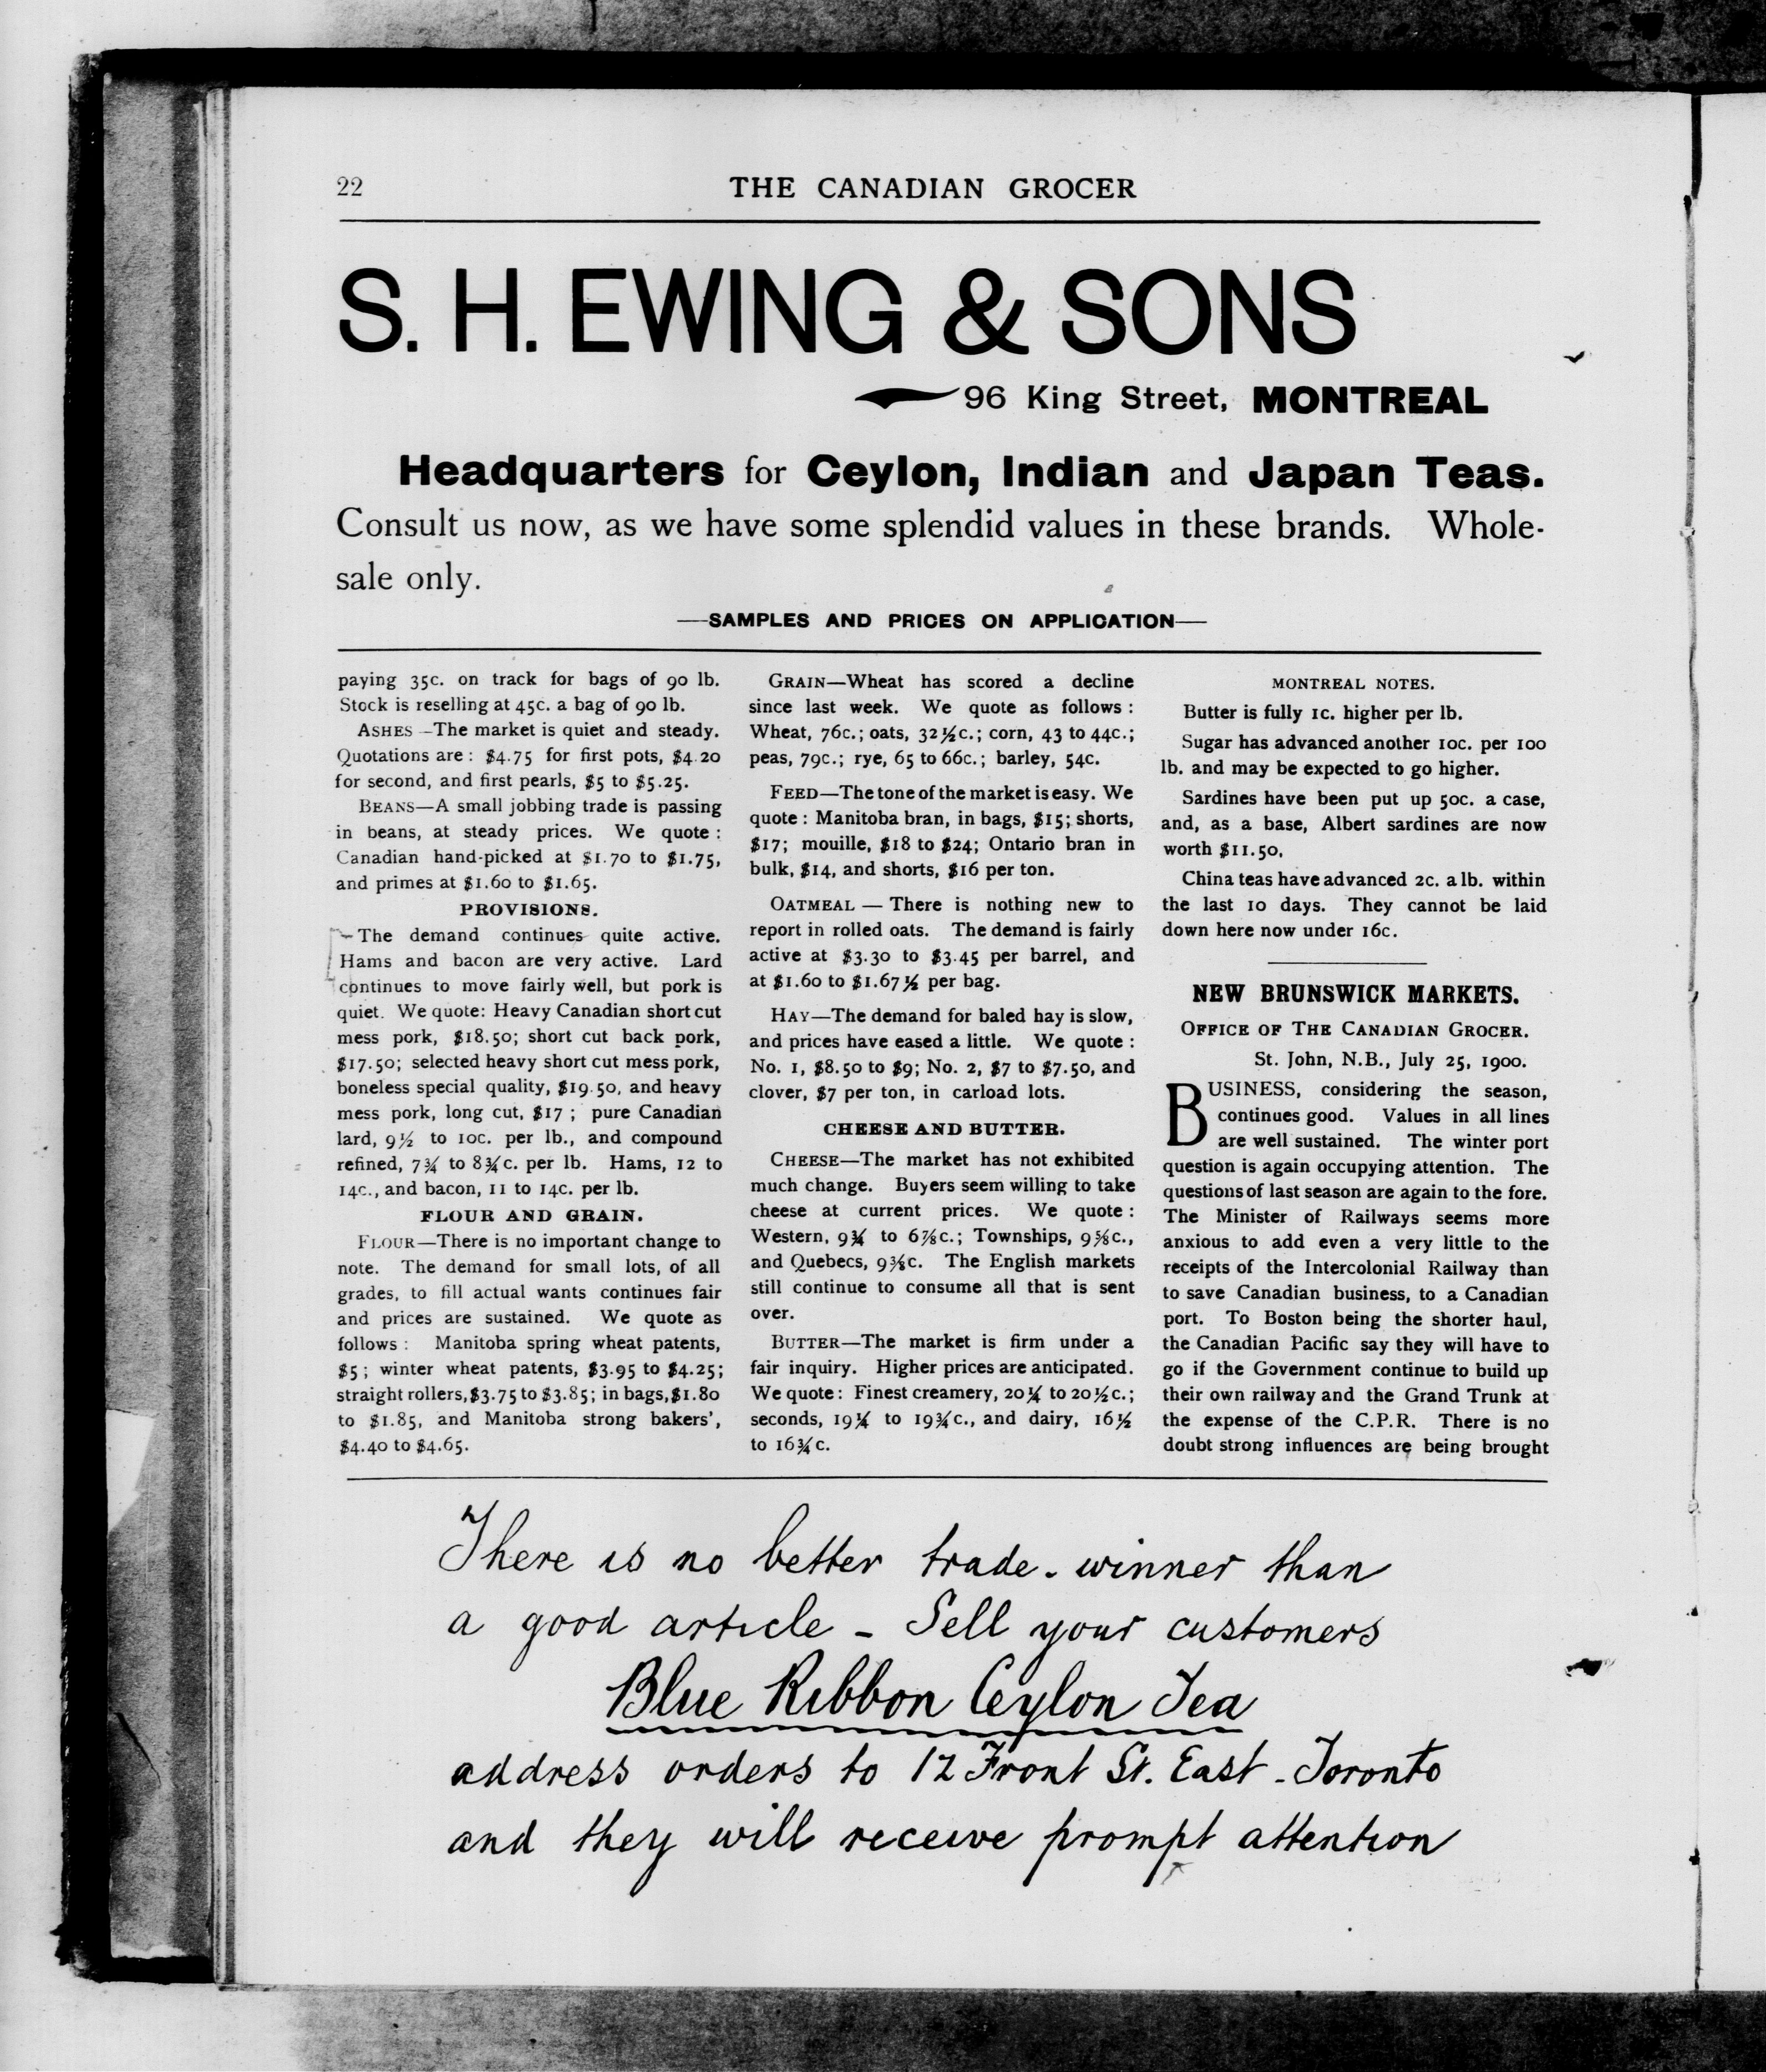 22
THE CANADIAN GROCER
S. H. EWING & SONS
96 King Street, MONTREAL
Headquarters for Ceylon, Indian and Japan Teas.
Consult us now, as we have some splendid values in these brands. Whole-
sale only.
—SAMPLES AND PRICES ON APPLICATION—
paying 35c. on track for bags of 90 lb.
Stock is reselling at 45c. a bag of 90 lb.
ASHES—The market is quiet and steady.
Quotations are: $4.75 for first pots, $4.20
for second, and first pearls, $5 to $5.25.
BEANS—A small jobbing trade is passing
in beans, at steady prices. We quote:
Canadian hand-picked at $1.70 to $1.75,
and primes at $1.60 to $1.65.
PROVISIONS.
The demand continues quite active.
Hams and bacon are very active. Lard
continues to move fairly well, but pork is
quiet. We quote: Heavy Canadian short cut
mess pork, $18.50; short cut back pork,
$17.50; selected heavy short cut mess pork,
boneless special quality, $19.50, and heavy
mess pork, long cut, $17; pure Canadian
lard, 9½ to 10c. per lb., and compound
refined, 7¾ to 8¾c. per lb. Hams, 12 to
14c., and bacon, 11 to 14c. per lb.
FLOUR AND GRAIN.
FLOUR—There is no important change to
note. The demand for small lots, of all
grades, to fill actual wants continues fair
and prices are sustained. We quote as
follows: Manitoba spring wheat patents,
$5; winter wheat patents, $3.95 to $4.25;
straight rollers, $3.75 to $3.85; in bags, $1.80
to $1.85, and Manitoba strong bakers',
$4.40 to $4.65.
GRAIN—Wheat has scored a decline
since last week. We quote as follows:
Wheat, 76c.; oats, 32½c.; corn, 43 to 44c.;
peas, 79c.; rye, 65 to 66c.; barley, 54c.
FEED—The tone of the market is easy. We
quote: Manitoba bran, in bags, $15; shorts,
$17; mouille, $18 to $24; Ontario bran in
bulk, $14, and shorts, $16 per ton.
OATMEAL — There is nothing new to
report in rolled oats. The demand is fairly
active at $3.30 to $3.45 per barrel, and
at $1.60 to $1.67½ per bag.
HAY—The demand for baled hay is slow,
and prices have eased a little. We quote:
No. 1, $8.50 to $9; No. 2, $7 to $7.50, and
clover, $7 per ton, in carload lots.
CHEESE AND BUTTER.
CHEESE—The market has not exhibited
much change. Buyers seem willing to take
cheese at current prices. We quote:
Western, 9¾ to 6⅞c.; Townships, 9⅝c.,
and Quebecs, 9⅜c. The English markets
still continue to consume all that is sent
over.
BUTTER—The market is firm under a
fair inquiry. Higher prices are anticipated.
We quote: Finest creamery, 20¼ to 20½c.;
seconds, 19¼ to 19¾c., and dairy, 16½
to 16¾c.
MONTREAL NOTES.
Butter is fully 1c. higher per lb.
Sugar has advanced another 10c. per 100
lb. and may be expected to go higher.
Sardines have been put up 50c. a case,
and, as a base, Albert sardines are now
worth $11.50,
China teas have advanced 2c. a lb. within
the last 10 days. They cannot be laid
down here now under 16c.
NEW BRUNSWICK MARKETS.
OFFICE OF THE CANADIAN GROCER.
St. John, N.B., July 25, 1900.
BUSINESS, considering the season,
continues good. Values in all lines
are well sustained. The winter port
question is again occupying attention. The
questions of last season are again to the fore.
The Minister of Railways seems more
anxious to add even a very little to the
receipts of the Intercolonial Railway than
to save Canadian business, to a Canadian
port. To Boston being the shorter haul,
the Canadian Pacific say they will have to
go if the Government continue to build up
their own railway and the Grand Trunk at
the expense of the C.P.R. There is no
doubt strong influences are being brought
There is no better trade-winner than
a good article - Sell your customers
Blue Ribbon Ceylon Tea
address orders to 12 Front St. East - Toronto
and they will receive prompt attention